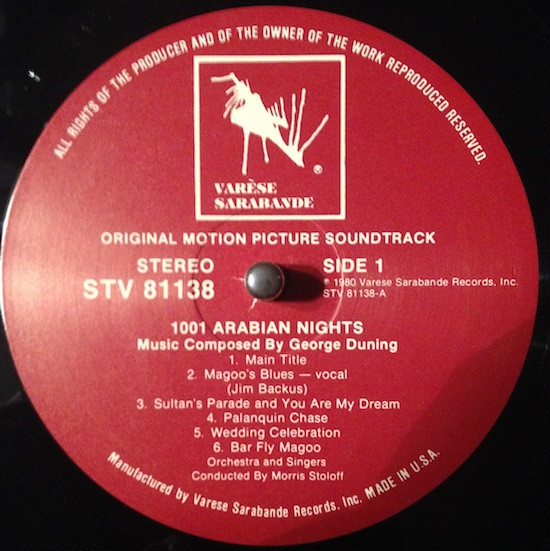 ALL RIGHTS OF THE PRODUCER AND OF THE OWNER OF THE WORK REPRODUCED RESERVED.
VARÈSE
SARABANDE
®
ORIGINAL MOTION PICTURE SOUNDTRACK
STEREO
STV 81138
SIDE 1
℗ 1980 Varese Sarabande Records, Inc.
STV 81138-A
1001 ARABIAN NIGHTS
Music Composed By George Duning
1. Main Title
2. Magoo's Blues — vocal
(Jim Backus)
3. Sultan's Parade and You Are My Dream
4. Palanquin Chase
5. Wedding Celebration
6. Bar Fly Magoo
Orchestra and Singers
Conducted By Morris Stoloff
Manufactured by Varese Sarabande Records, Inc. MADE IN U.S.A.